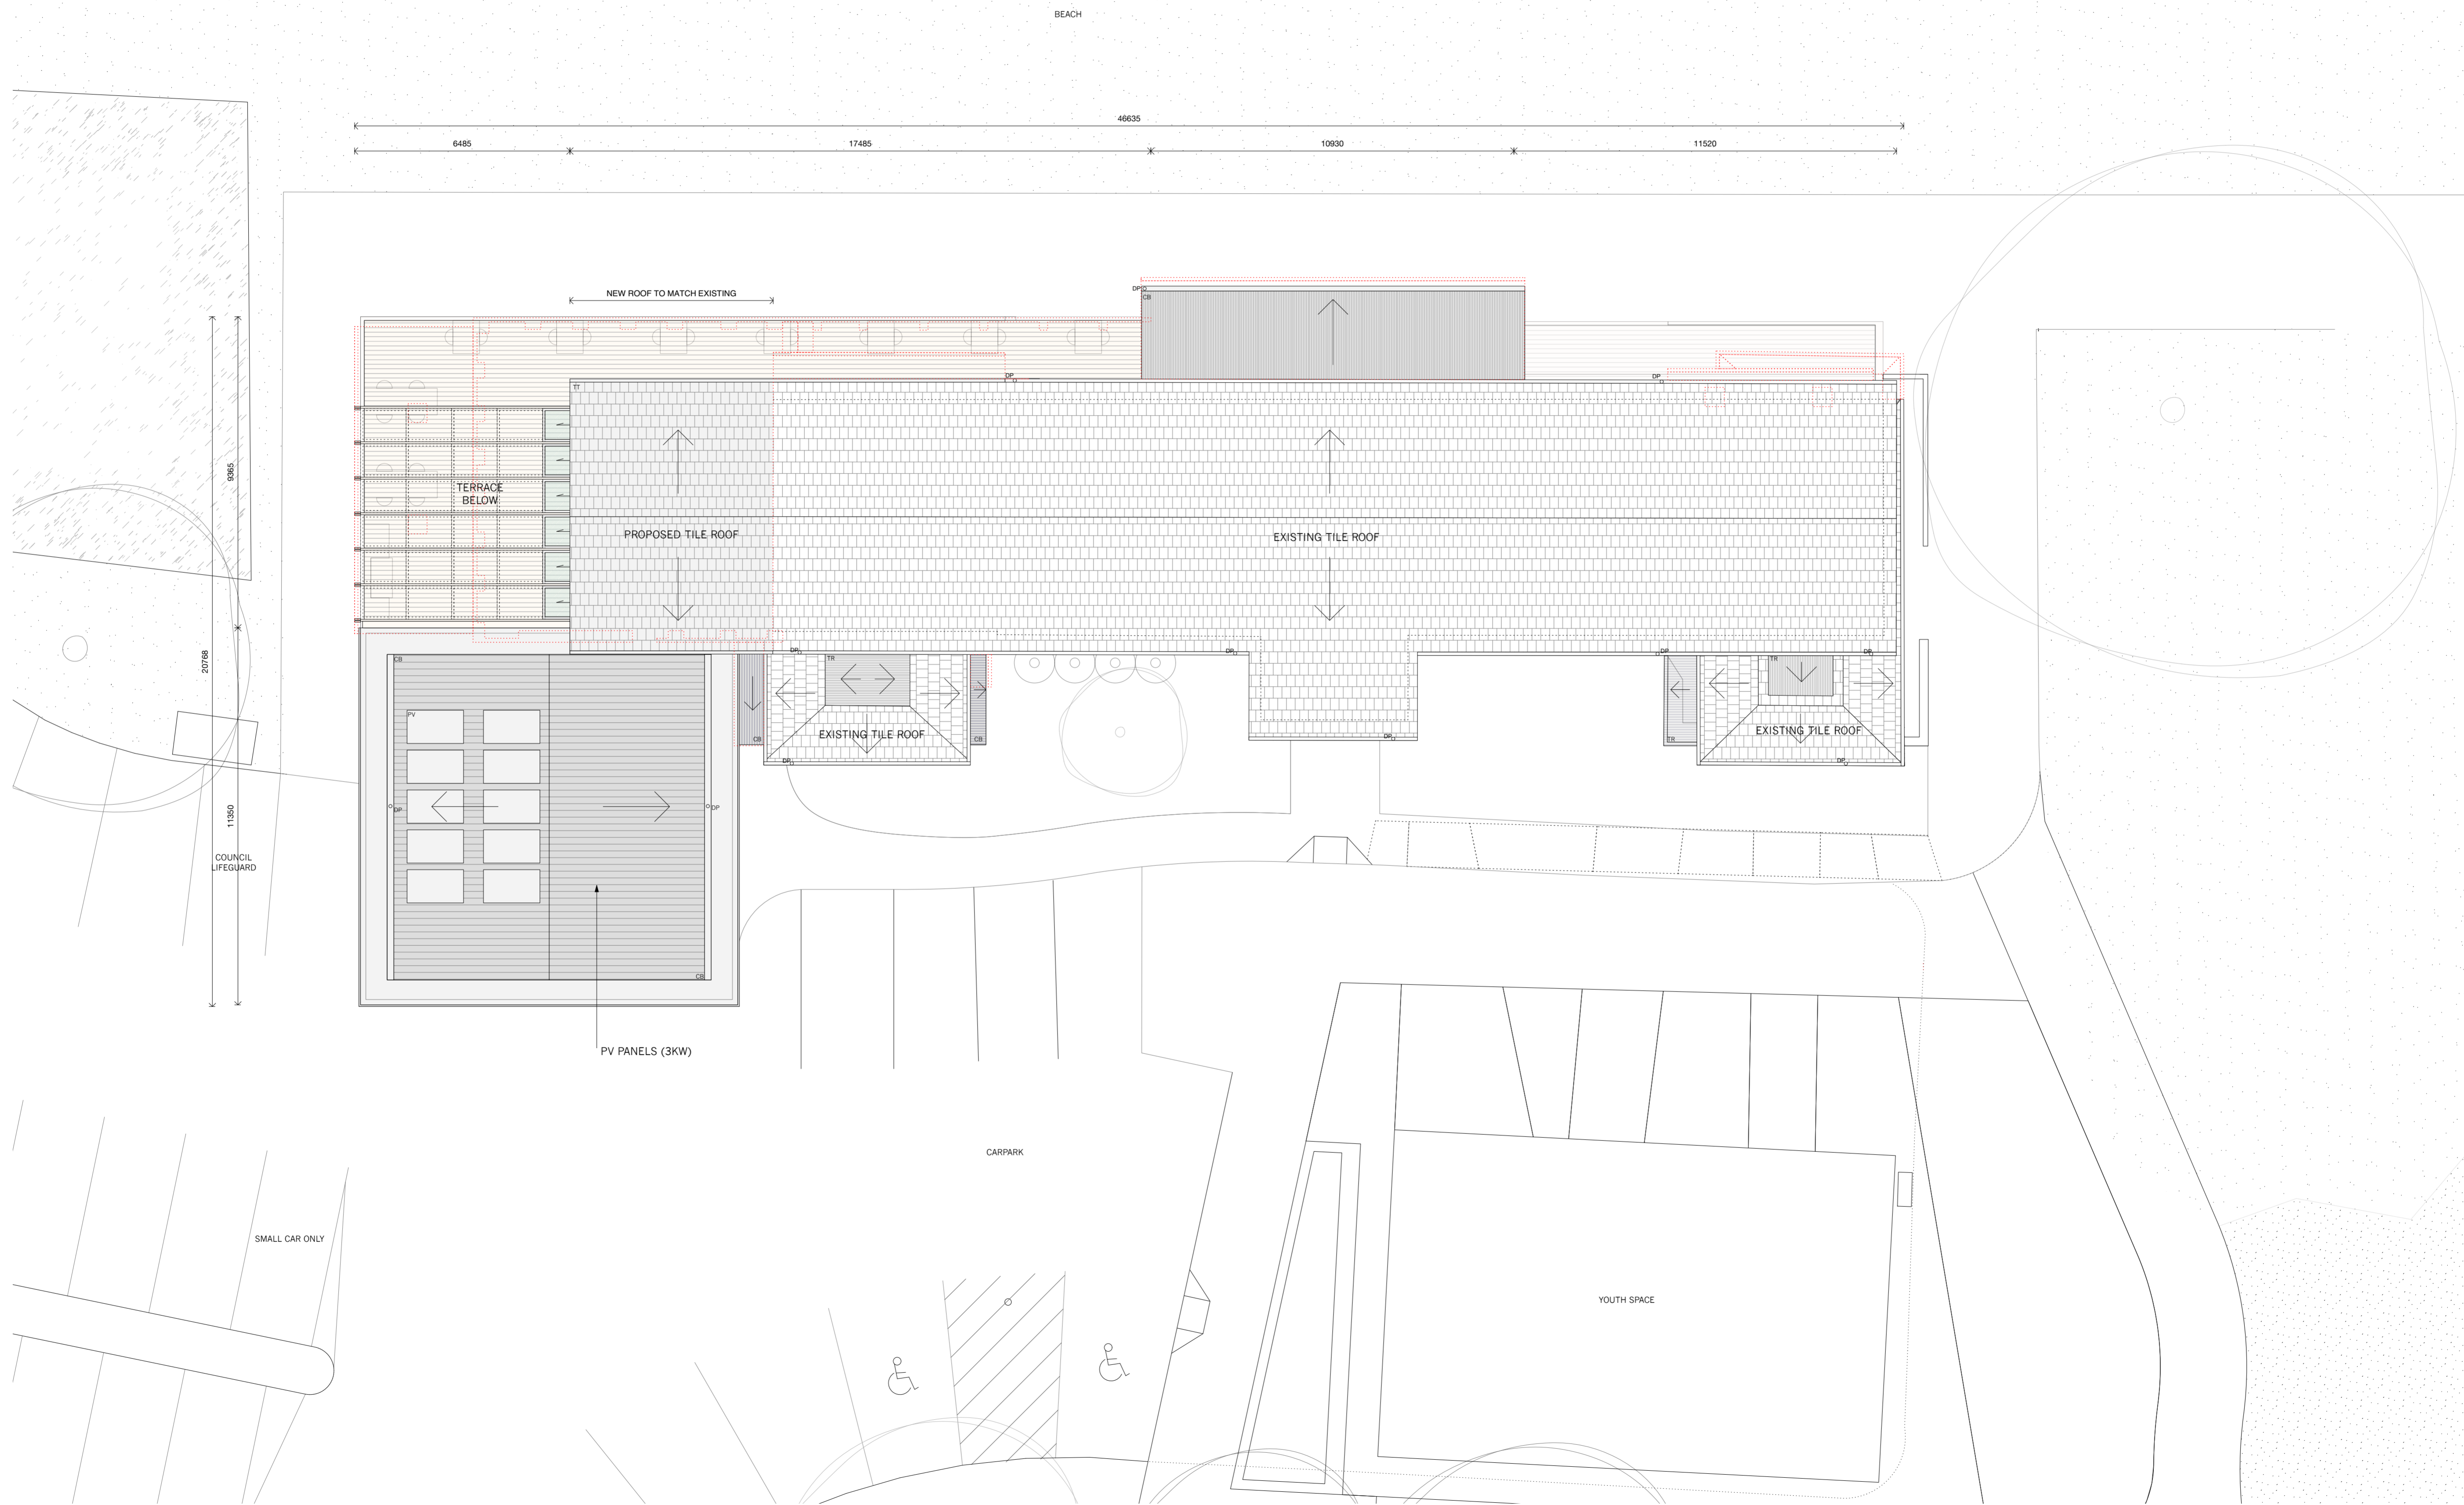 BEACH
46635
6485
17485
10930
11520
NEW ROOF TO MATCH EXISTING
DP
CB
DP
DP
TT
9365
TERRACE
BELOW
PROPOSED TILE ROOF
EXISTING TILE ROOF
20768
CB
DP
TR
DP
DP
TR
DP
PV
EXISTING TILE ROOF
CB
CB
DP
EXISTING TILE ROOF
TR
DP
DP
DP
DP
11350
COUNCIL
LIFEGUARD
CB
PV PANELS (3KW)
CARPARK
SMALL CAR ONLY
YOUTH SPACE